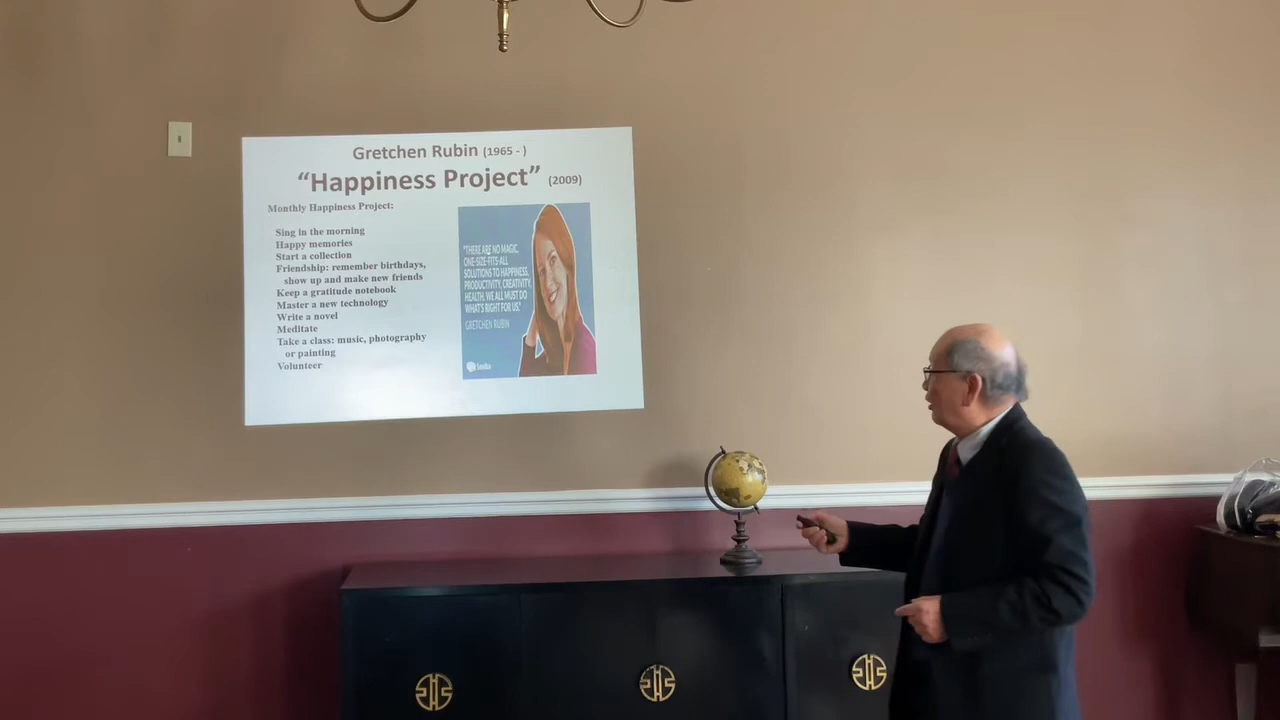 Gretchen Rubin (1965 - )
“Happiness Project” (2009)
Monthly Happiness Project:
Sing in the morning
Happy memories
Start a collection
Friendship: remember birthdays,
show up and make new friends
Keep a gratitude notebook
Master a new technology
Write a novel
Meditate
Take a class: music, photography
or painting
Volunteer
"THERE ARE NO MAGIC,
ONE-SIZE-FITS-ALL
SOLUTIONS TO HAPPINESS,
PRODUCTIVITY, CREATIVITY,
HEALTH. WE ALL MUST DO
WHAT'S RIGHT FOR US."
GRETCHEN RUBIN